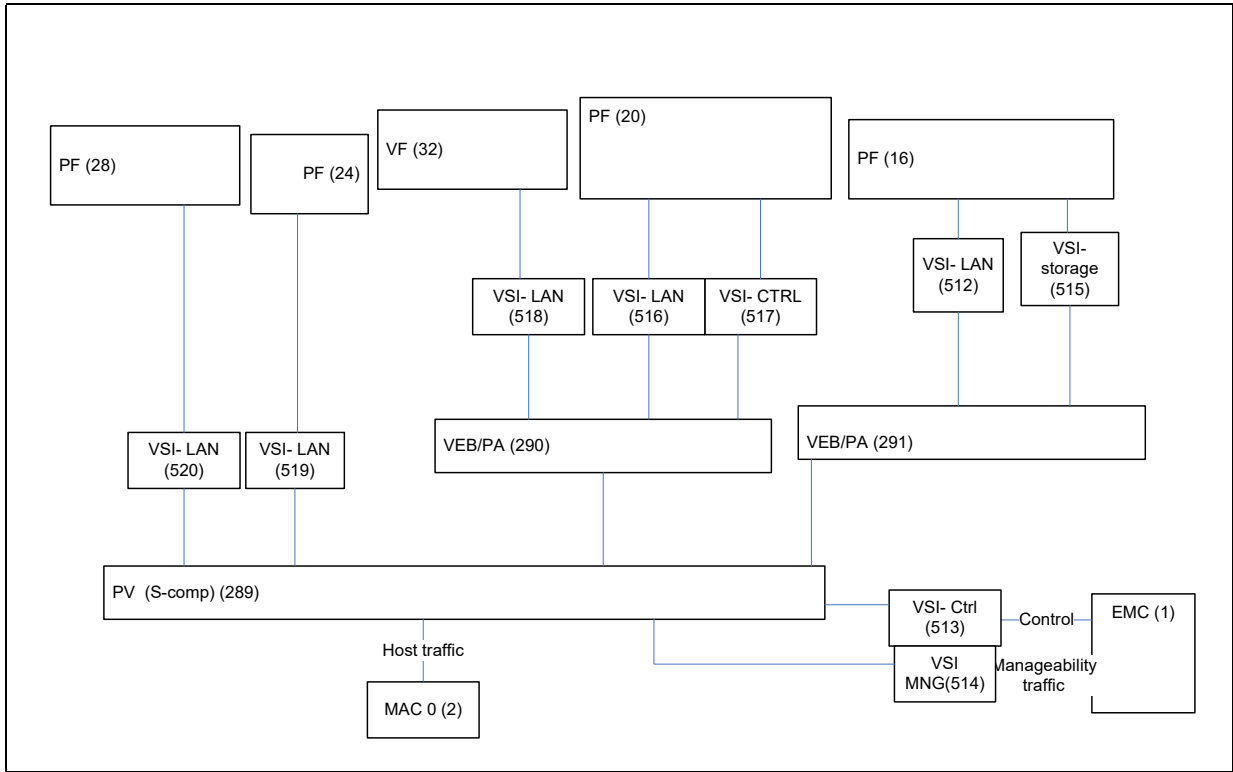 PF (20)
VF (32)
PF (28)
PF (24)
PF (16)
VSI- LAN
(512)
VSI-
storage
(515)
VSI- LAN
(518)
VSI- LAN
(516)
VSI- CTRL
(517)
VSI- LAN
(520)
VSI- LAN
(519)
VEB/PA (290)
VEB/PA (291)
PV  (S-comp) (289)
VSI- Ctrl
(513)
Control
EMC (1)
Host traffic
VSI
MNG(514)
Manageability
traffic
MAC 0 (2)